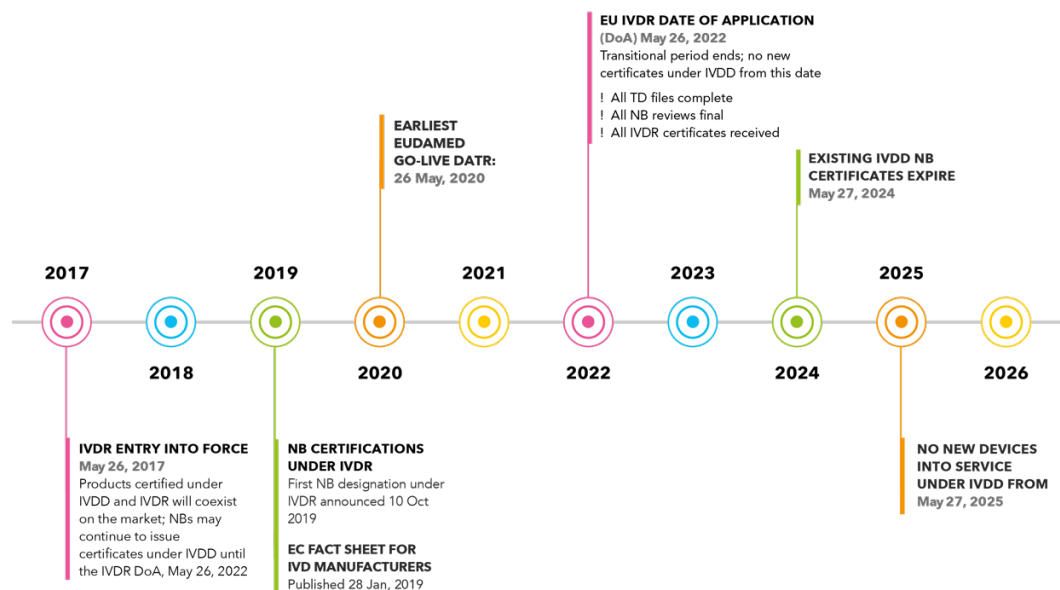 EU IVDR DATE OF APPLICATION
(DoA) May 26, 2022
Transitional period ends; no new
certificates under IVDD from this date
! All TD files complete
! All NB reviews final
! All IVDR certificates received
EARLIEST
EUDAMED
GO-LIVE DATR:
26 May, 2020
EXISTING IVDD NB
CERTIFICATES EXPIRE
May 27, 2024
2017
2019
2021
2023
2025
2018
2020
2022
2024
2026
IVDR ENTRY INTO FORCE
May 26, 2017
Products certified under
IVDD and IVDR will coexist
on the market; NBs may
continue to issue
certificates under IVDD until
the IVDR DoA, May 26, 2022
NB CERTIFICATIONS
UNDER IVDR
First NB designation under
IVDR announced 10 Oct
2019
EC FACT SHEET FOR
IVD MANUFACTURERS
Published 28 Jan, 2019
NO NEW DEVICES
INTO SERVICE
UNDER IVDD FROM
May 27, 2025